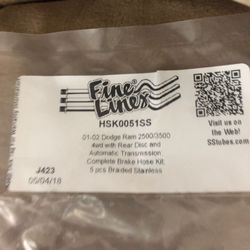 Fine
Lines
HSK0051SS
01-02 Dodge Ram 2500/3500
4wd with Rear Disc and
Automatic Transmission
Complete Brake Hose Kit;
5 pcs Braided Stainless
J423
05/04/18
Visit us on
the Web!
SStubes.com